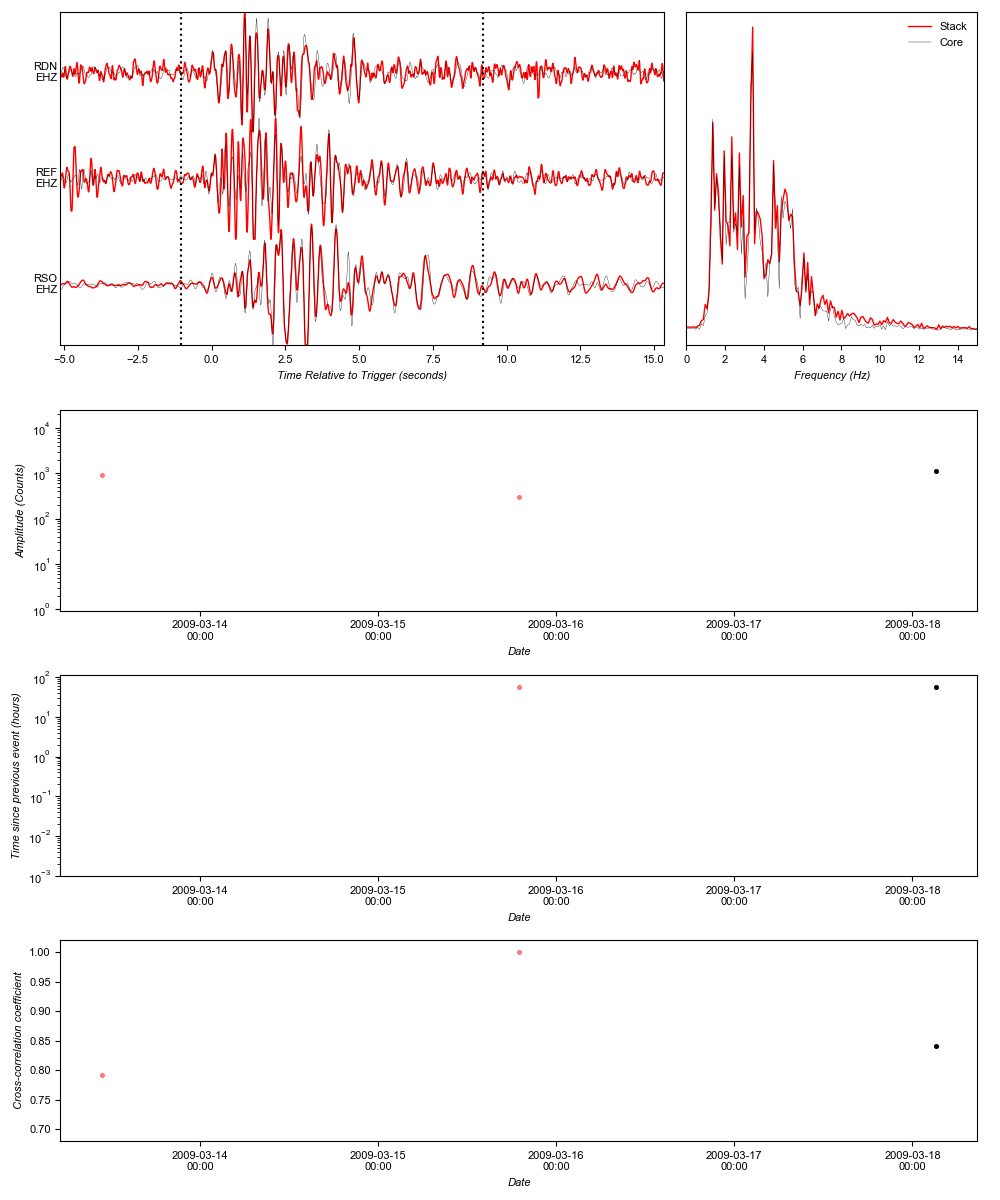 RDN
EHZ
REF
EHZ
RSO
EHZ
−5.0 −2.5 0.0 2.5 5.0 7.5 10.0 12.5 15.0
Time Relative to Trigger (seconds)
Stack
Core
0 2 4 6 8 10 12 14
Frequency (Hz)
10⁴
10³
10²
10¹
10⁰
Amplitude (Counts)
2009-03-14 2009-03-15 2009-03-16 2009-03-17 2009-03-18
00:00 00:00 00:00 00:00 00:00
Date
10²
10¹
10⁰
10⁻¹
10⁻²
10⁻³
Time since previous event (hours)
2009-03-14 2009-03-15 2009-03-16 2009-03-17 2009-03-18
00:00 00:00 00:00 00:00 00:00
Date
1.00
0.95
0.90
0.85
0.80
0.75
0.70
Cross-correlation coefficient
2009-03-14 2009-03-15 2009-03-16 2009-03-17 2009-03-18
00:00 00:00 00:00 00:00 00:00
Date